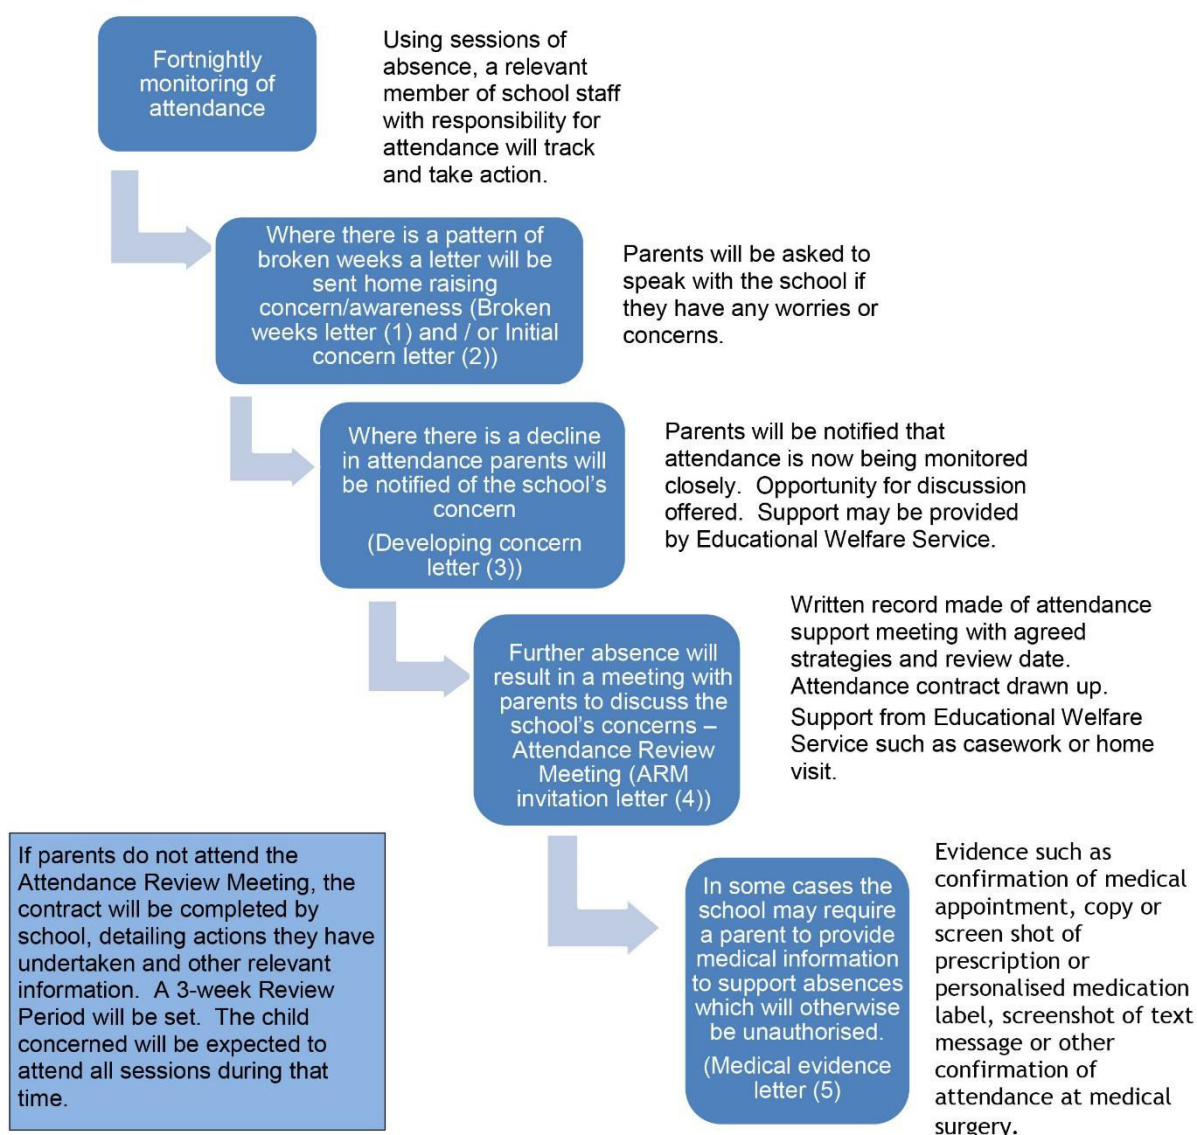 Fortnightly
monitoring of
attendance
Using sessions of
absence, a relevant
member of school staff
with responsibility for
attendance will track
and take action.
Where there is a pattern of
broken weeks a letter will be
sent home raising
concern/awareness (Broken
weeks letter (1) and / or Initial
concern letter (2))
Parents will be asked to
speak with the school if
they have any worries or
concerns.
Where there is a decline
in attendance parents will
be notified of the school's
concern
(Developing concern
letter (3))
Parents will be notified that
attendance is now being monitored
closely.  Opportunity for discussion
offered.  Support may be provided
by Educational Welfare Service.
Further absence will
result in a meeting with
parents to discuss the
school's concerns –
Attendance Review
Meeting (ARM
invitation letter (4))
Written record made of attendance
support meeting with agreed
strategies and review date.
Attendance contract drawn up.
Support from Educational Welfare
Service such as casework or home
visit.
If parents do not attend the
Attendance Review Meeting, the
contract will be completed by
school, detailing actions they have
undertaken and other relevant
information.  A 3-week Review
Period will be set.  The child
concerned will be expected to
attend all sessions during that
time.
In some cases the
school may require
a parent to provide
medical information
to support absences
which will otherwise
be unauthorised.
(Medical evidence
letter (5)
Evidence such as
confirmation of medical
appointment, copy or
screen shot of
prescription or
personalised medication
label, screenshot of text
message or other
confirmation of
attendance at medical
surgery.